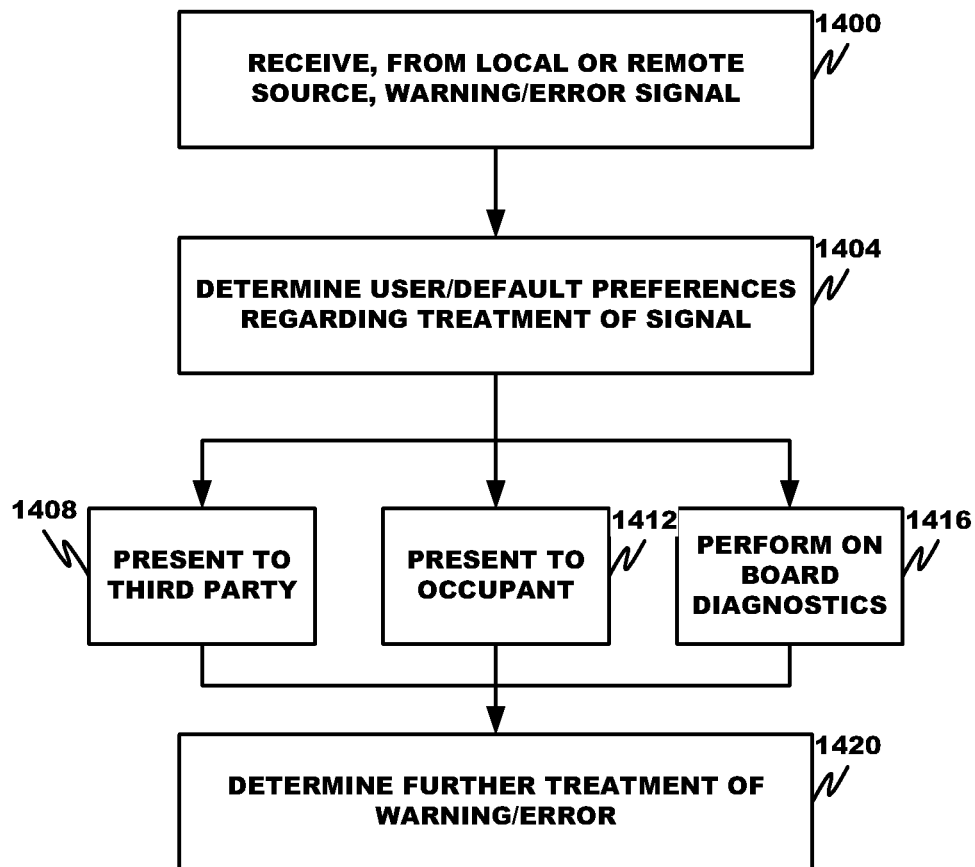 1400
RECEIVE, FROM LOCAL OR REMOTE
SOURCE, WARNING/ERROR SIGNAL
1404
DETERMINE USER/DEFAULT PREFERENCES
REGARDING TREATMENT OF SIGNAL
1408
PRESENT TO
THIRD PARTY
1412
PRESENT TO
OCCUPANT
1416
PERFORM ON
BOARD
DIAGNOSTICS
1420
DETERMINE FURTHER TREATMENT OF
WARNING/ERROR